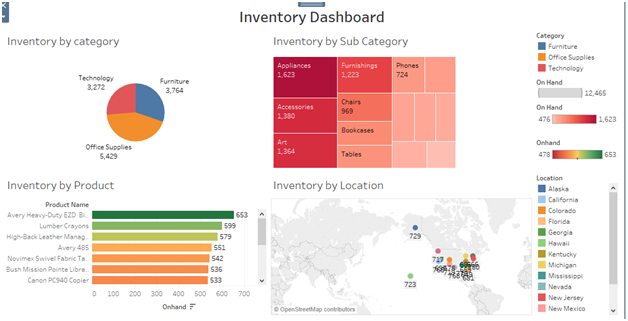 Inventory Dashboard
Inventory by category
Technology
3,272
Furniture
3,764
Office Supplies
5,429
Inventory by Sub Category
Appliances
1,623
Accessories
1,380
Art
1,364
Furnishings
1,223
Chairs
969
Bookcases
Tables
Phones
724
Category
Furniture
Office Supplies
Technology
On Hand
12,465
On Hand
476 1,623
Onhand
478 653
Inventory by Product
Product Name
Avery Heavy-Duty EZD Bi.. 653
Lumber Crayons 599
High-Back Leather Manag.. 579
Avery 485 551
Novimex Swivel Fabric Ta.. 542
Bush Mission Pointe Libra.. 536
Canon PC940 Copier 533
0 100 200 300 400 500 600 700
Onhand
Inventory by Location
729
717
723
© OpenStreetMap contributors
Location
Alaska
California
Colorado
Florida
Georgia
Hawaii
Kentucky
Michigan
Mississippi
Nevada
New Jersey
New Mexico